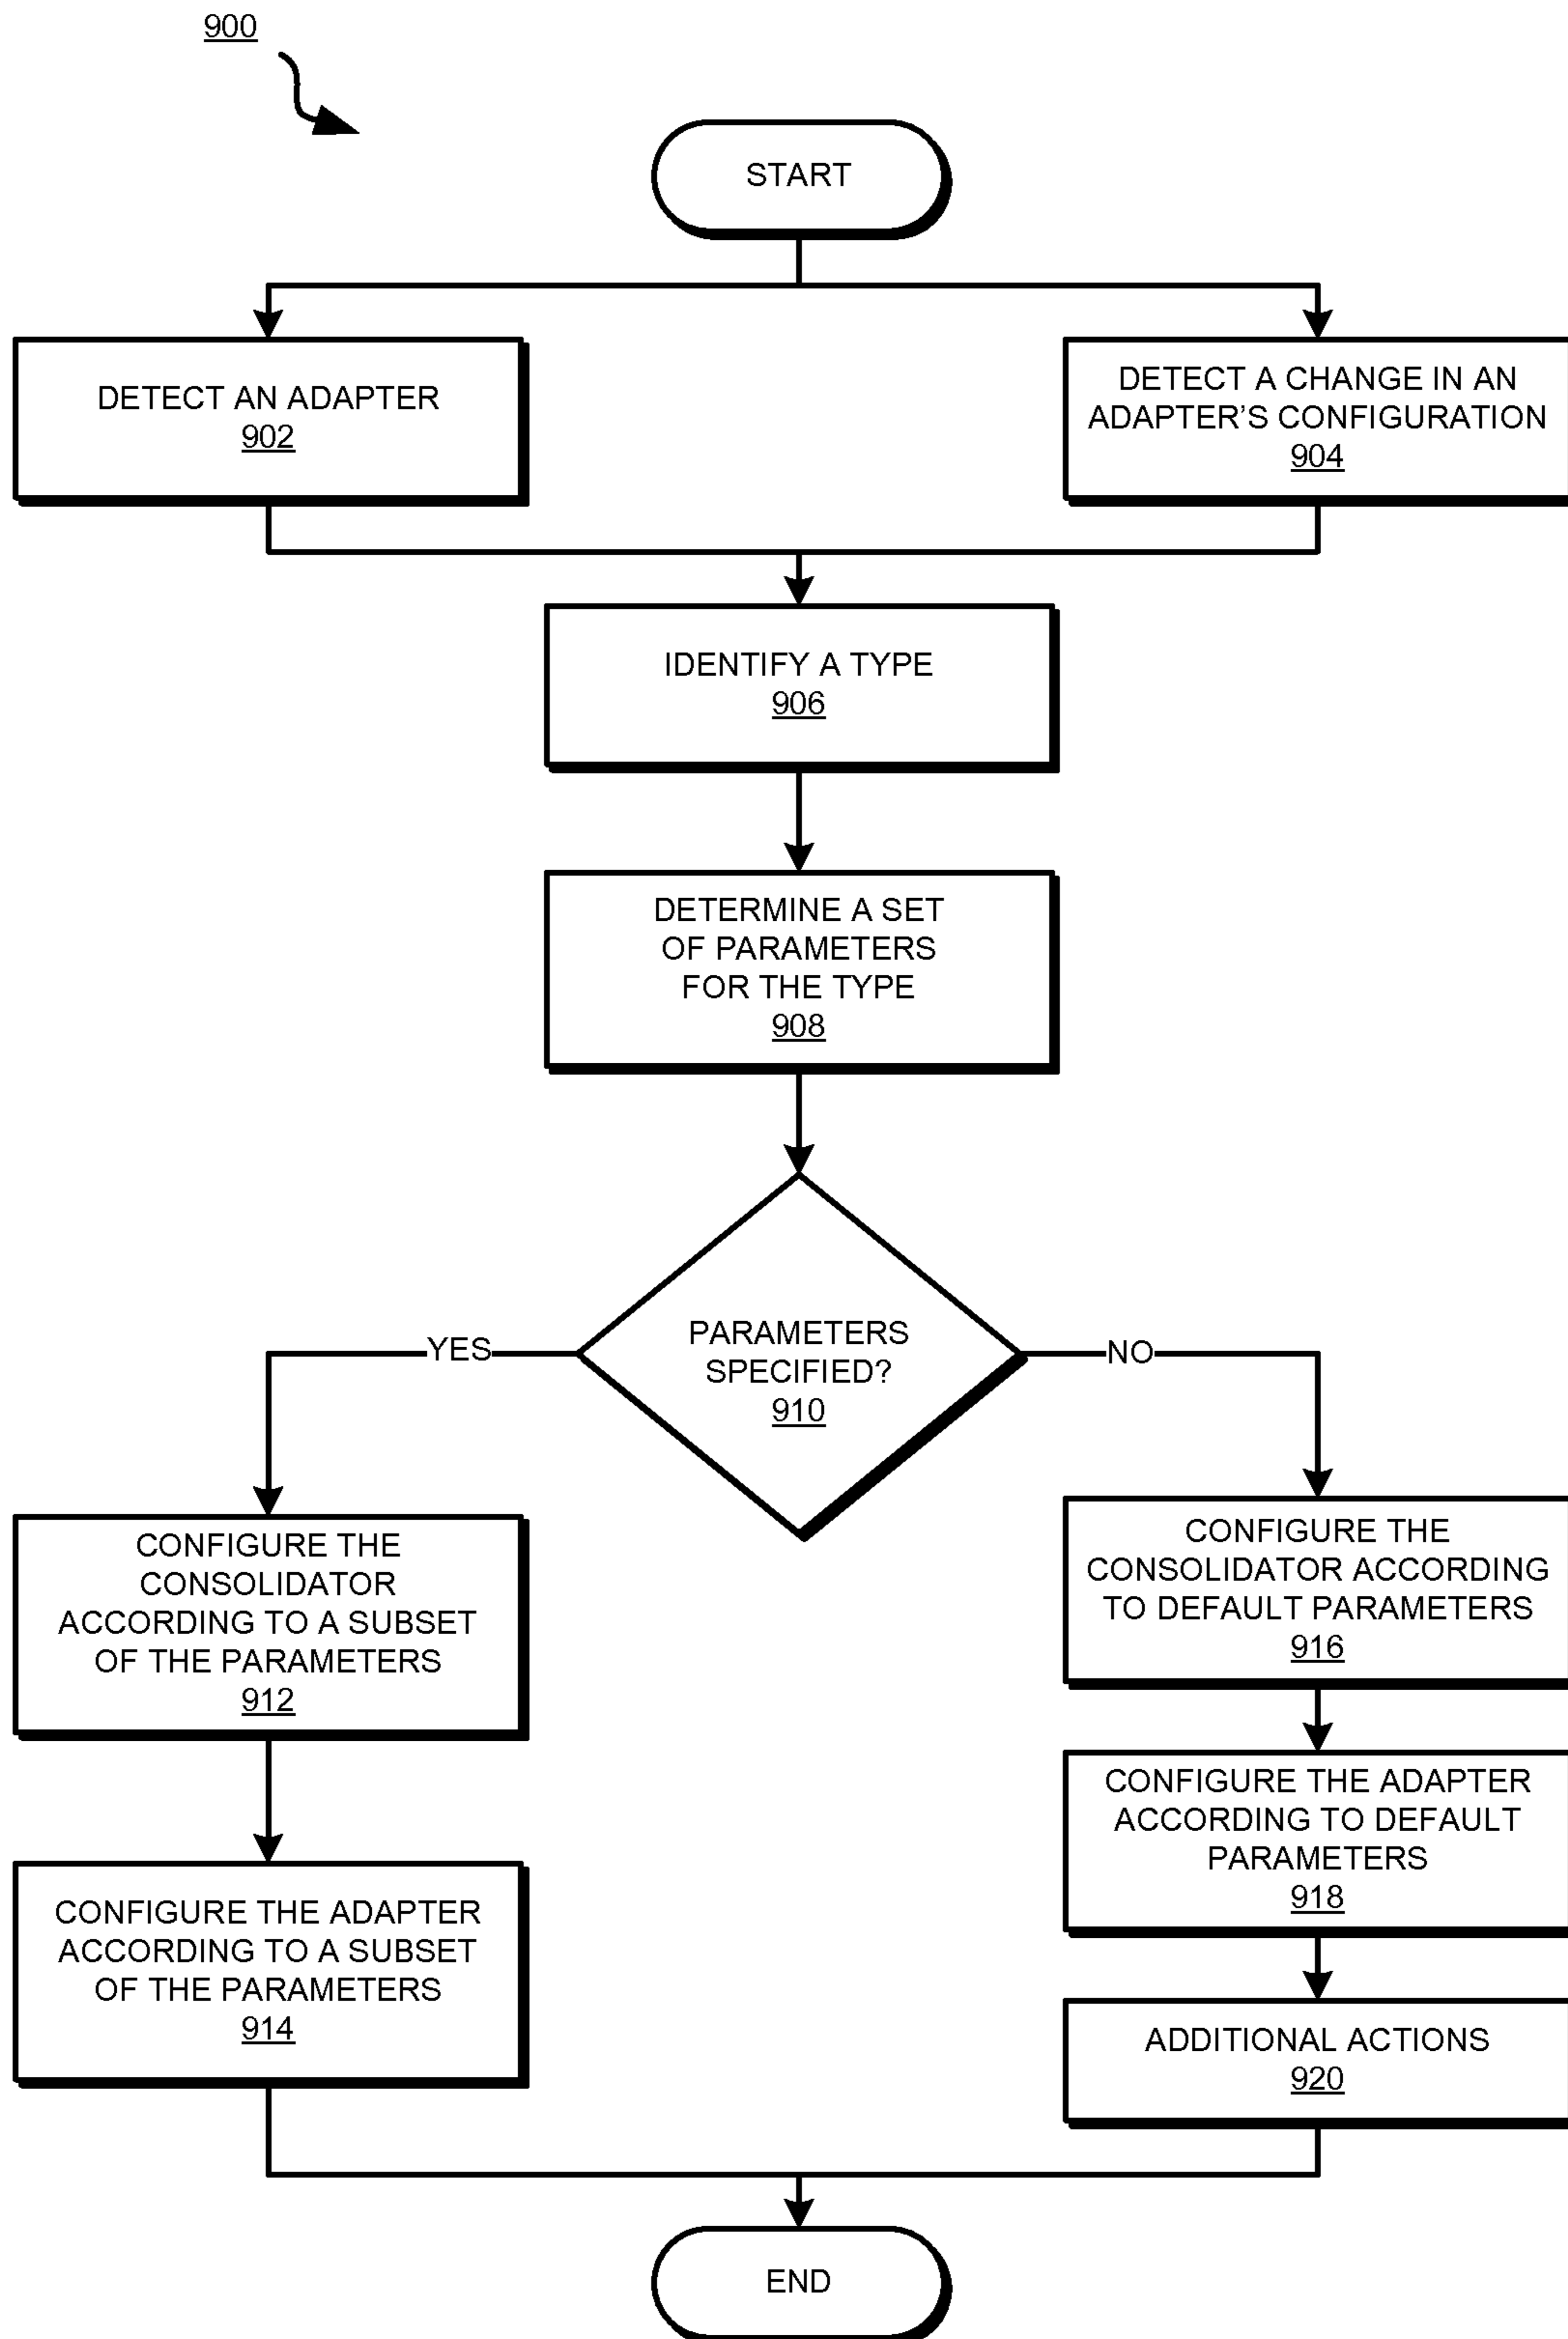 900
START
DETECT AN ADAPTER
902
DETECT A CHANGE IN AN
ADAPTER'S CONFIGURATION
904
IDENTIFY A TYPE
906
DETERMINE A SET
OF PARAMETERS
FOR THE TYPE
908
PARAMETERS
SPECIFIED?
910
YES
NO
CONFIGURE THE
CONSOLIDATOR
ACCORDING TO A SUBSET
OF THE PARAMETERS
912
CONFIGURE THE ADAPTER
ACCORDING TO A SUBSET
OF THE PARAMETERS
914
CONFIGURE THE
CONSOLIDATOR ACCORDING
TO DEFAULT PARAMETERS
916
CONFIGURE THE ADAPTER
ACCORDING TO DEFAULT
PARAMETERS
918
ADDITIONAL ACTIONS
920
END